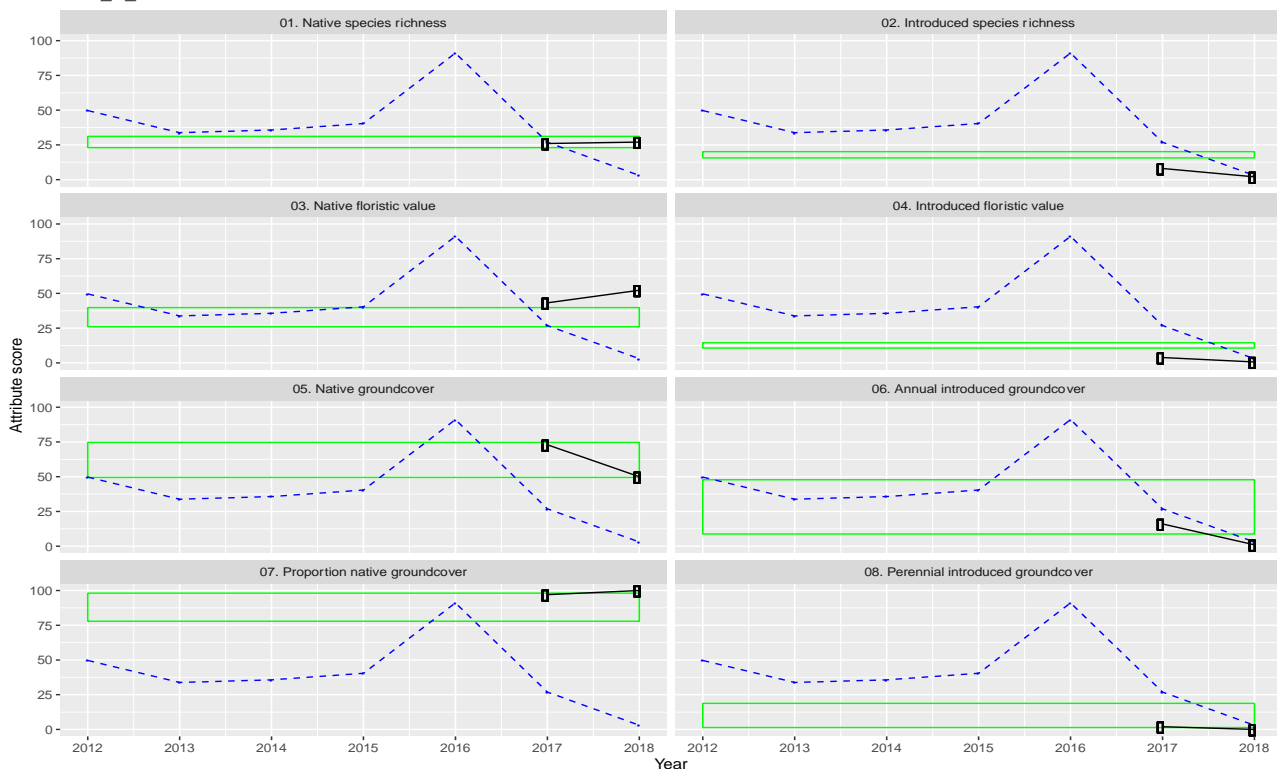 01. Native species richness
02. Introduced species richness
100
75
50
25
0
03. Native floristic value
04. Introduced floristic value
100
75
50
25
0
Attribute score
05. Native groundcover
06. Annual introduced groundcover
100
75
50
25
0
07. Proportion native groundcover
08. Perennial introduced groundcover
100
75
50
25
0
2012 2013 2014 2015 2016 2017 2018 2012 2013 2014 2015 2016 2017 2018
Year